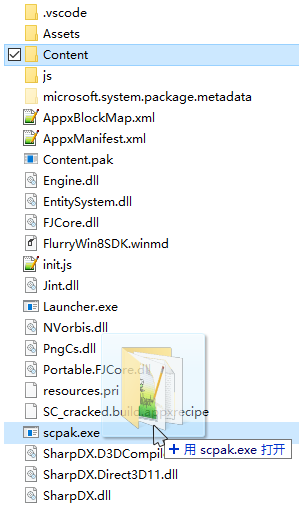 .vscode
Assets
Content
js
microsoft.system.package.metadata
AppxBlockMap.xml
AppxManifest.xml
Content.pak
Engine.dll
EntitySystem.dll
FJCore.dll
FlurryWin8SDK.winmd
init.js
Jint.dll
Launcher.exe
NVorbis.dll
PngCs.dll
Portable.FJCore.dll
resources.pri
SC_cracked.build.appxrecipe
scpak.exe
用 scpak.exe 打开
SharpDX.D3DCompil
SharpDX.Direct3D11.dll
SharpDX.dll